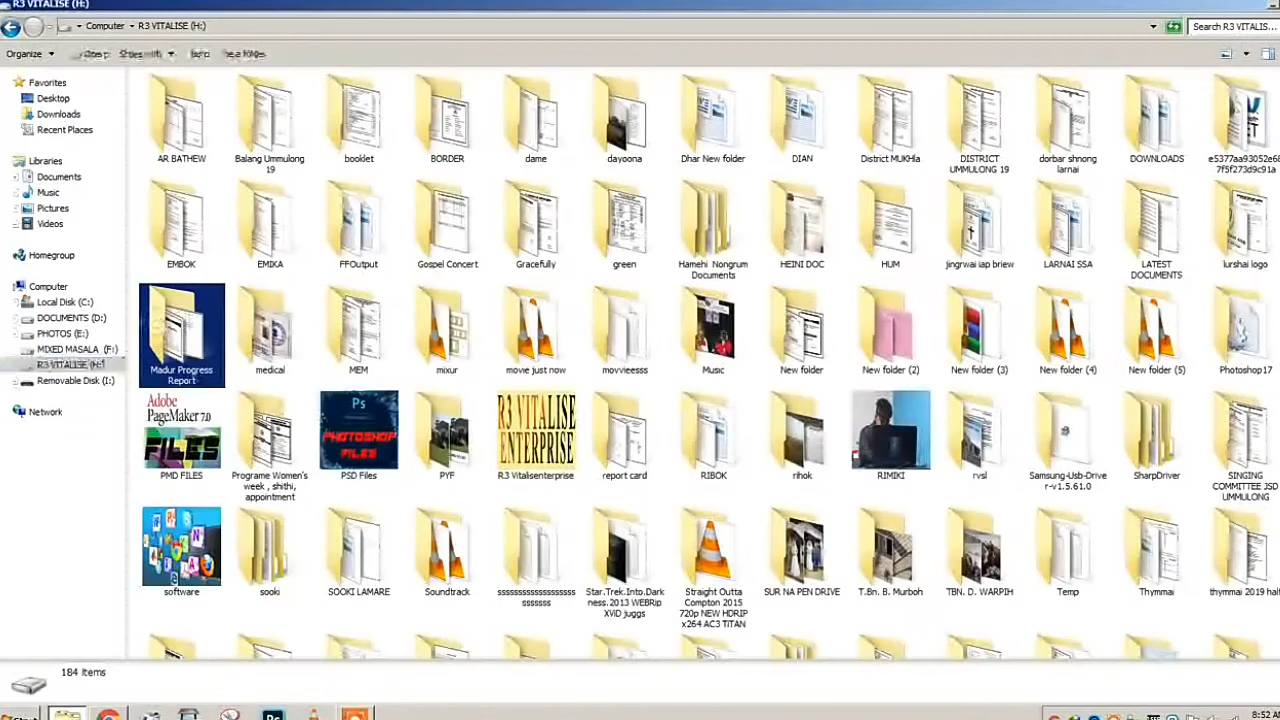 R3 VITALISE (H:)
Computer
R3 VITALISE (H:)
Search R3 VITALIS...
Organize
Favorites
Desktop
Downloads
Recent Places
Libraries
Documents
Music
Pictures
Videos
Homegroup
Computer
Local Disk (C:)
DOCUMENTS (D:)
PHOTOS (E:)
MIXED MASALA (F:)
R3 VITALISE (H:)
Removable Disk (I:)
Network
AR BATHEW
Balang Ummulong 19
booklet
BORDER
dame
dayoona
Dhar New folder
DIAN
District MUKHla
DISTRICT UMMULONG 19
dorbar shnong larnai
DOWNLOADS
e5377aa93052e6
7f5f273d9c91a
EMBOK
EMIKA
FFOutput
Gospel Concert
Gracefully
green
Hamehi Nongrum Documents
HEINI DOC
HUM
jingrwai iap briew
LARNAI SSA
LATEST DOCUMENTS
lurshai logo
Madur Progress Report
medical
MEM
mixur
movie just now
movvieesss
Music
New folder
New folder (2)
New folder (3)
New folder (4)
New folder (5)
Photoshop17
Adobe
PageMaker 7.0
FILES
PMD FILES
Programe Women's week , shithi, appointment
Ps
PHOTOSHOP
FILES
PSD Files
PYF
R3 VITALISE
ENTERPRISE
R3 Vitalisenterprise
report card
RIBOK
rihok
RIMIKI
rvsl
Samsung-Usb-Drive
r-v1.5.61.0
SharpDriver
SINGING COMMITTEE JSD UMMULONG
software
sooki
SOOKI LAMARE
Soundtrack
Star.Trek.Into.Dark
ness.2013 WEBRip
XViD juggs
Straight Outta Compton 2015 720p NEW HDRIP x264 AC3 TiTAN
SUR NA PEN DRIVE
T.Bn. B. Murboh
TBN. D. WARPIH
Temp
Thymmai
thymmai 2019 hal
184 items
Start
Ps
8:52 A